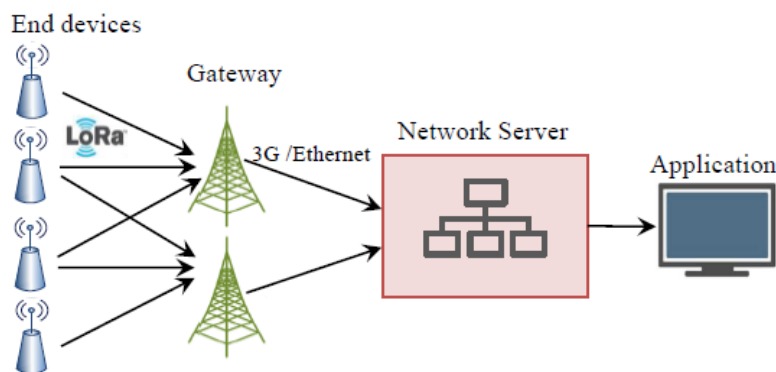 End devices
Gateway
LoRa
3G /Ethernet
Network Server
Application